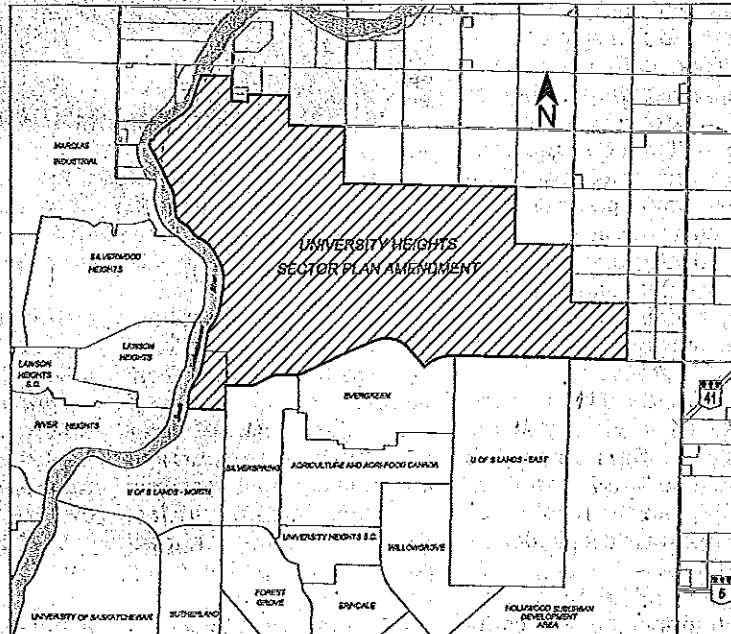 N
MARQUIS
INDUSTRIAL
UNIVERSITY HEIGHTS
SECTOR PLAN AMENDMENT
SILVERWOOD
HEIGHTS
LAWSON
HEIGHTS
LAWSON
HEIGHTS
S.C.
RIVER HEIGHTS
EVERGREEN
41
SILVERSPRING
AGRICULTURE AND AGRI-FOOD CANADA
U OF S LANDS - EAST
U OF S LANDS - NORTH
UNIVERSITY HEIGHTS S.C.
WILLOWGROVE
FOREST
GROVE
ERINDALE
5
UNIVERSITY OF SASKATCHEWAN
SUTHERLAND
HOLMWOOD SUBURBAN
DEVELOPMENT
AREA